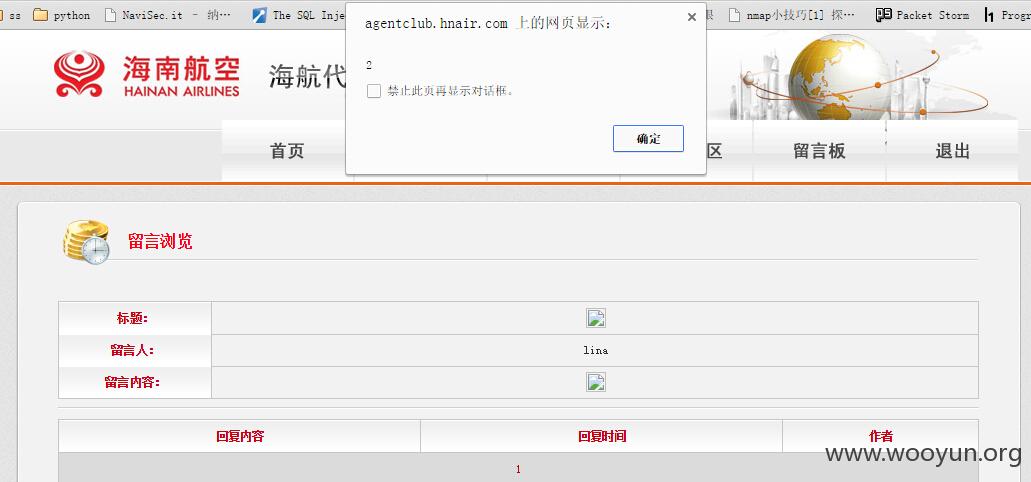 ss python NaviSec.it - 纳… The SQL Inje nmap小技巧[1] 探… Packet Storm Progr
agentclub.hnair.com 上的网页显示:
2
禁止此页再显示对话框。
确定
海南航空
HAINAN AIRLINES
海航代
首页 区 留言板 退出
留言浏览
标题:
留言人: lina
留言内容:
回复内容 回复时间 作者
1
www.wooyun.org